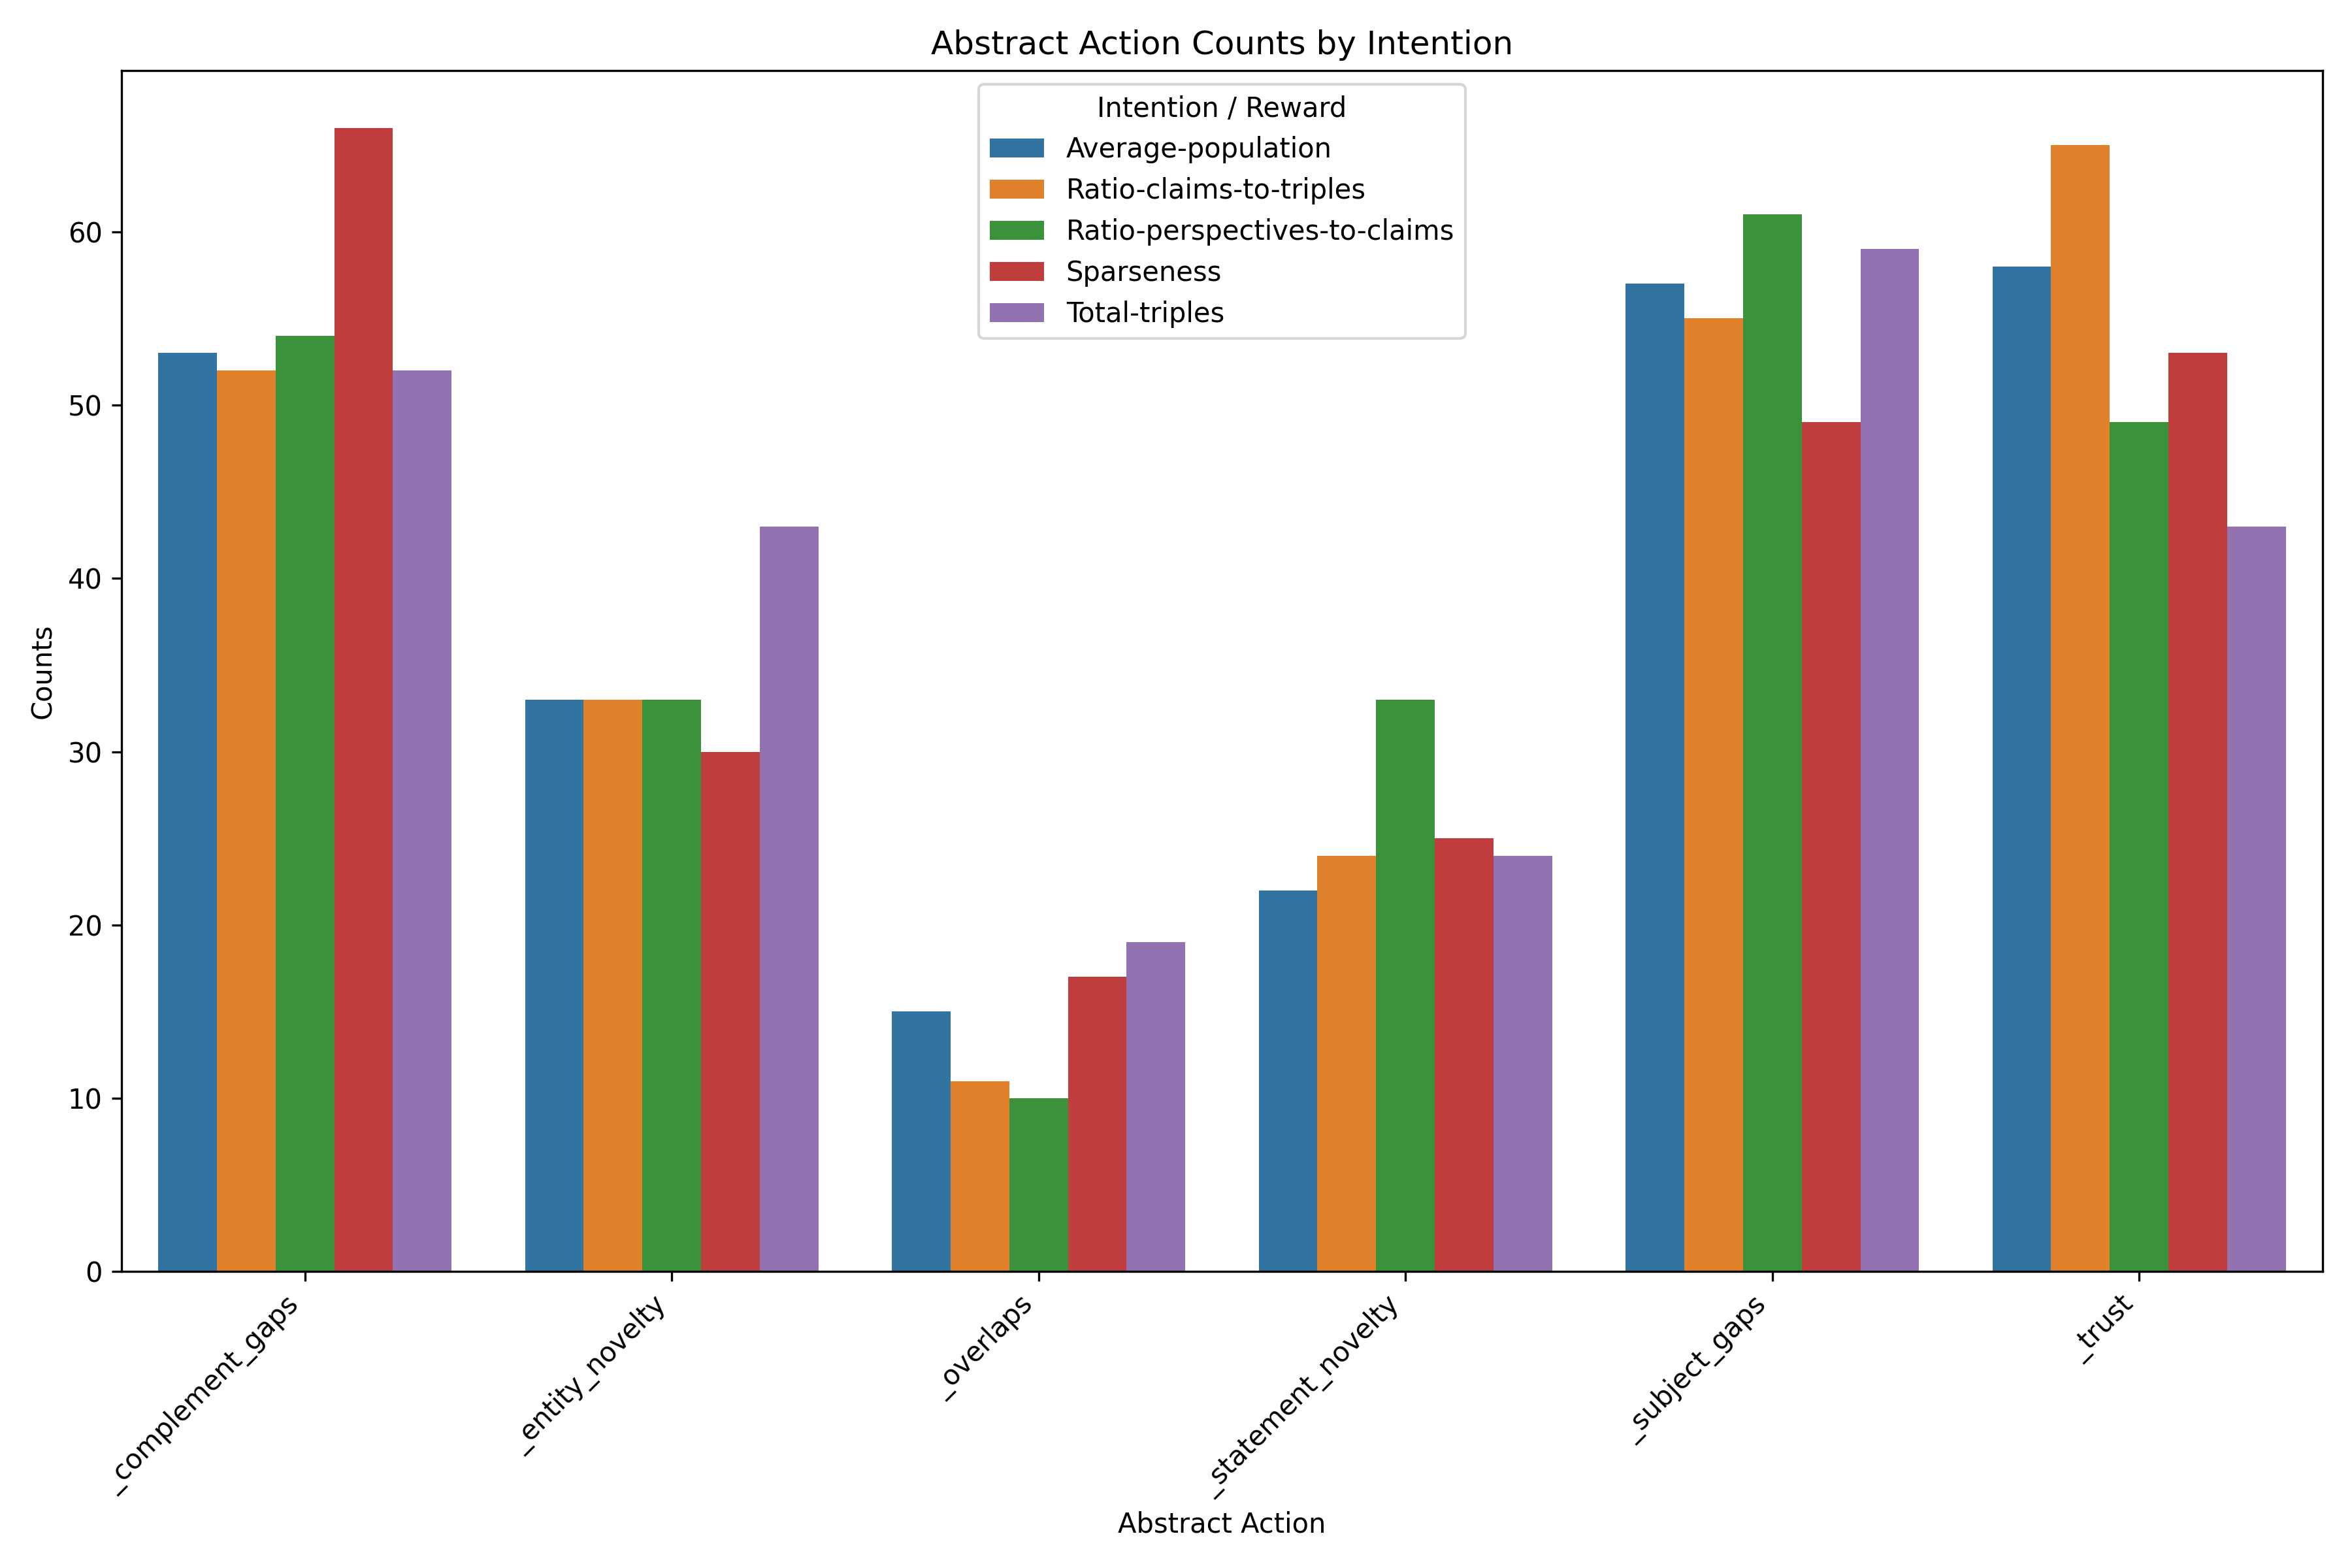 Abstract Action Counts by Intention
Intention / Reward
Average-population
Ratio-claims-to-triples
Ratio-perspectives-to-claims
Sparseness
Total-triples
Counts
60
50
40
30
20
10
0
_complement_gaps
_entity_novelty
_overlaps
_statement_novelty
_subject_gaps
_trust
Abstract Action